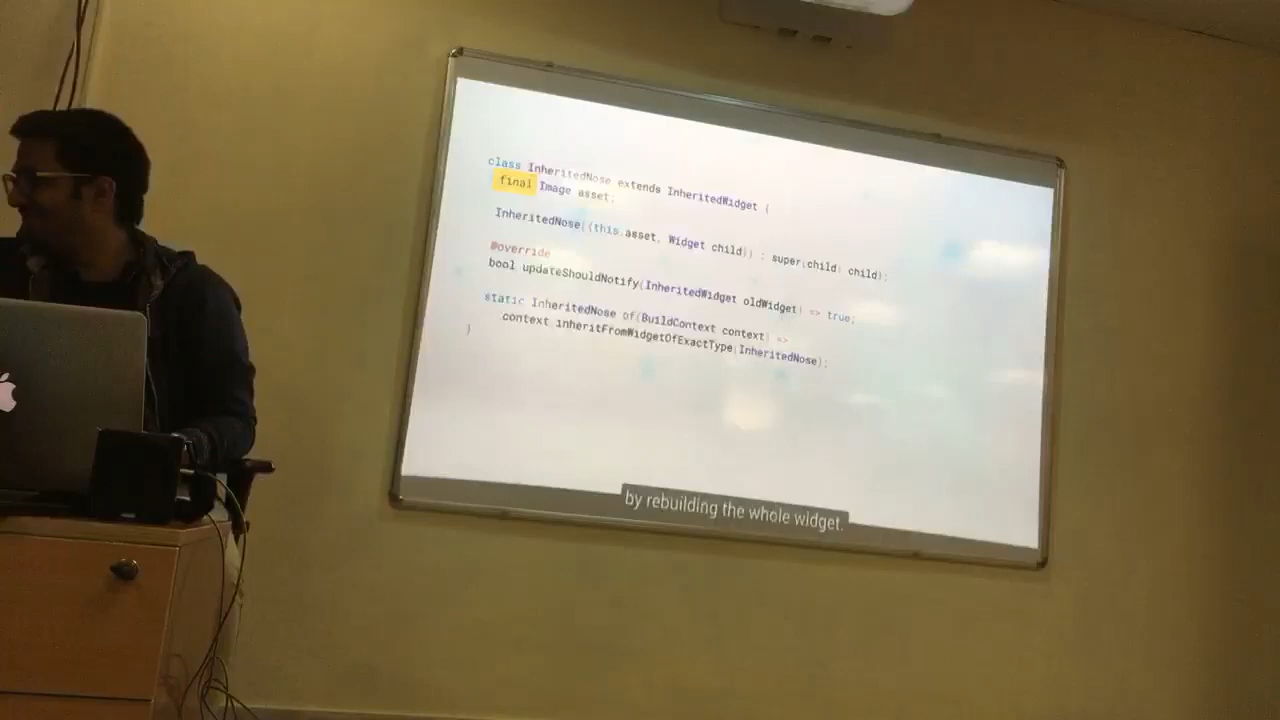 class InheritedNose extends InheritedWidget {
final Image asset;
InheritedNose({this.asset, Widget child}) : super(child: child);
@override
bool updateShouldNotify(InheritedWidget oldWidget) => true;
static InheritedNose of(BuildContext context) =>
context.inheritFromWidgetOfExactType(InheritedNose);
}
by rebuilding the whole widget.